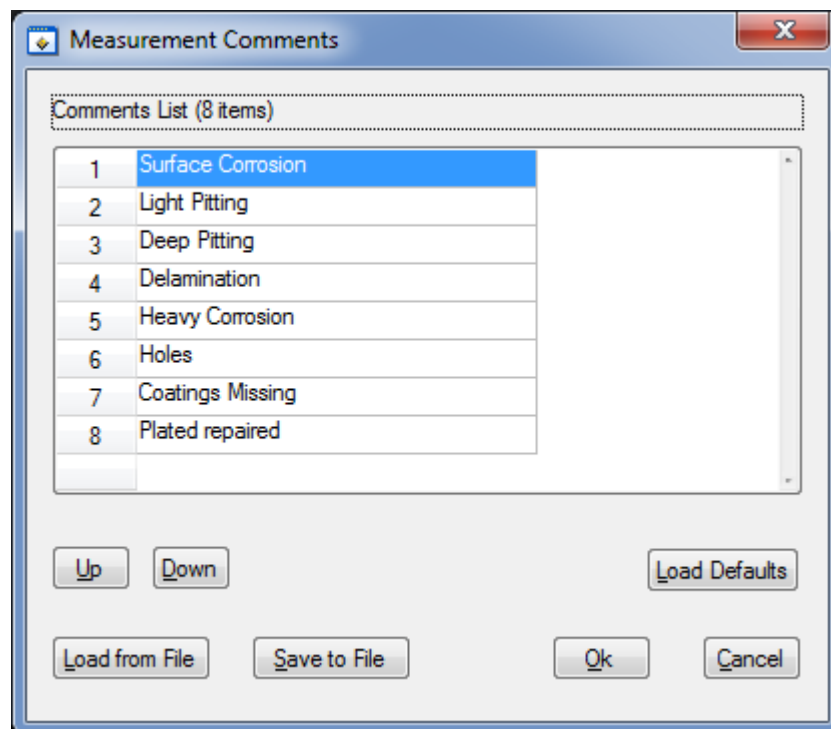 Measurement Comments
Comments List (8 items)
1 Surface Corrosion
2 Light Pitting
3 Deep Pitting
4 Delamination
5 Heavy Corrosion
6 Holes
7 Coatings Missing
8 Plated repaired
Up Down Load Defaults
Load from File Save to File Ok Cancel